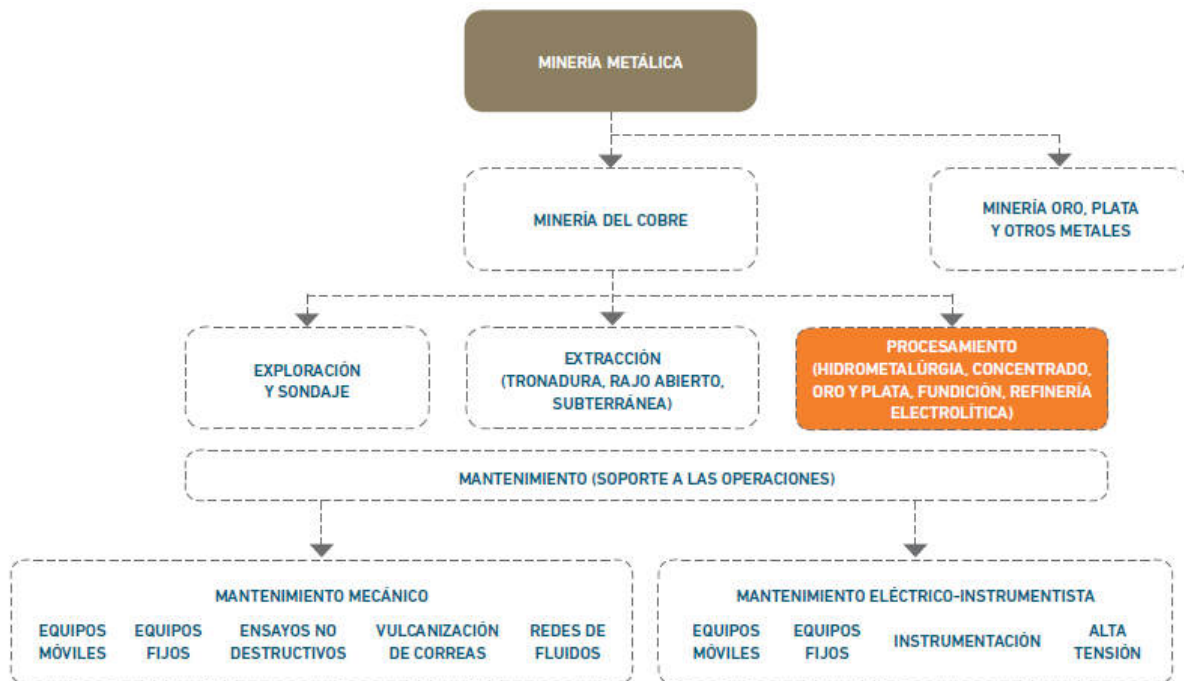 MINERÍA METÁLICA
MINERÍA DEL COBRE
MINERÍA ORO, PLATA
Y OTROS METALES
EXPLORACIÓN
Y SONDAJE
EXTRACCIÓN
(TRONADURA, RAJO ABIERTO,
SUBTERRÁNEA)
PROCESAMIENTO
(HIDROMETALÚRGIA, CONCENTRADO,
ORO Y PLATA, FUNDICIÓN, REFINERÍA
ELECTROLÍTICA)
MANTENIMIENTO (SOPORTE A LAS OPERACIONES)
MANTENIMIENTO MECÁNICO
EQUIPOS
MÓVILES
EQUIPOS
FIJOS
ENSAYOS NO
DESTRUCTIVOS
VULCANIZACIÓN
DE CORREAS
REDES DE
FLUIDOS
MANTENIMIENTO ELÉCTRICO-INSTRUMENTISTA
EQUIPOS
MÓVILES
EQUIPOS
FIJOS
INSTRUMENTACIÓN
ALTA
TENSIÓN